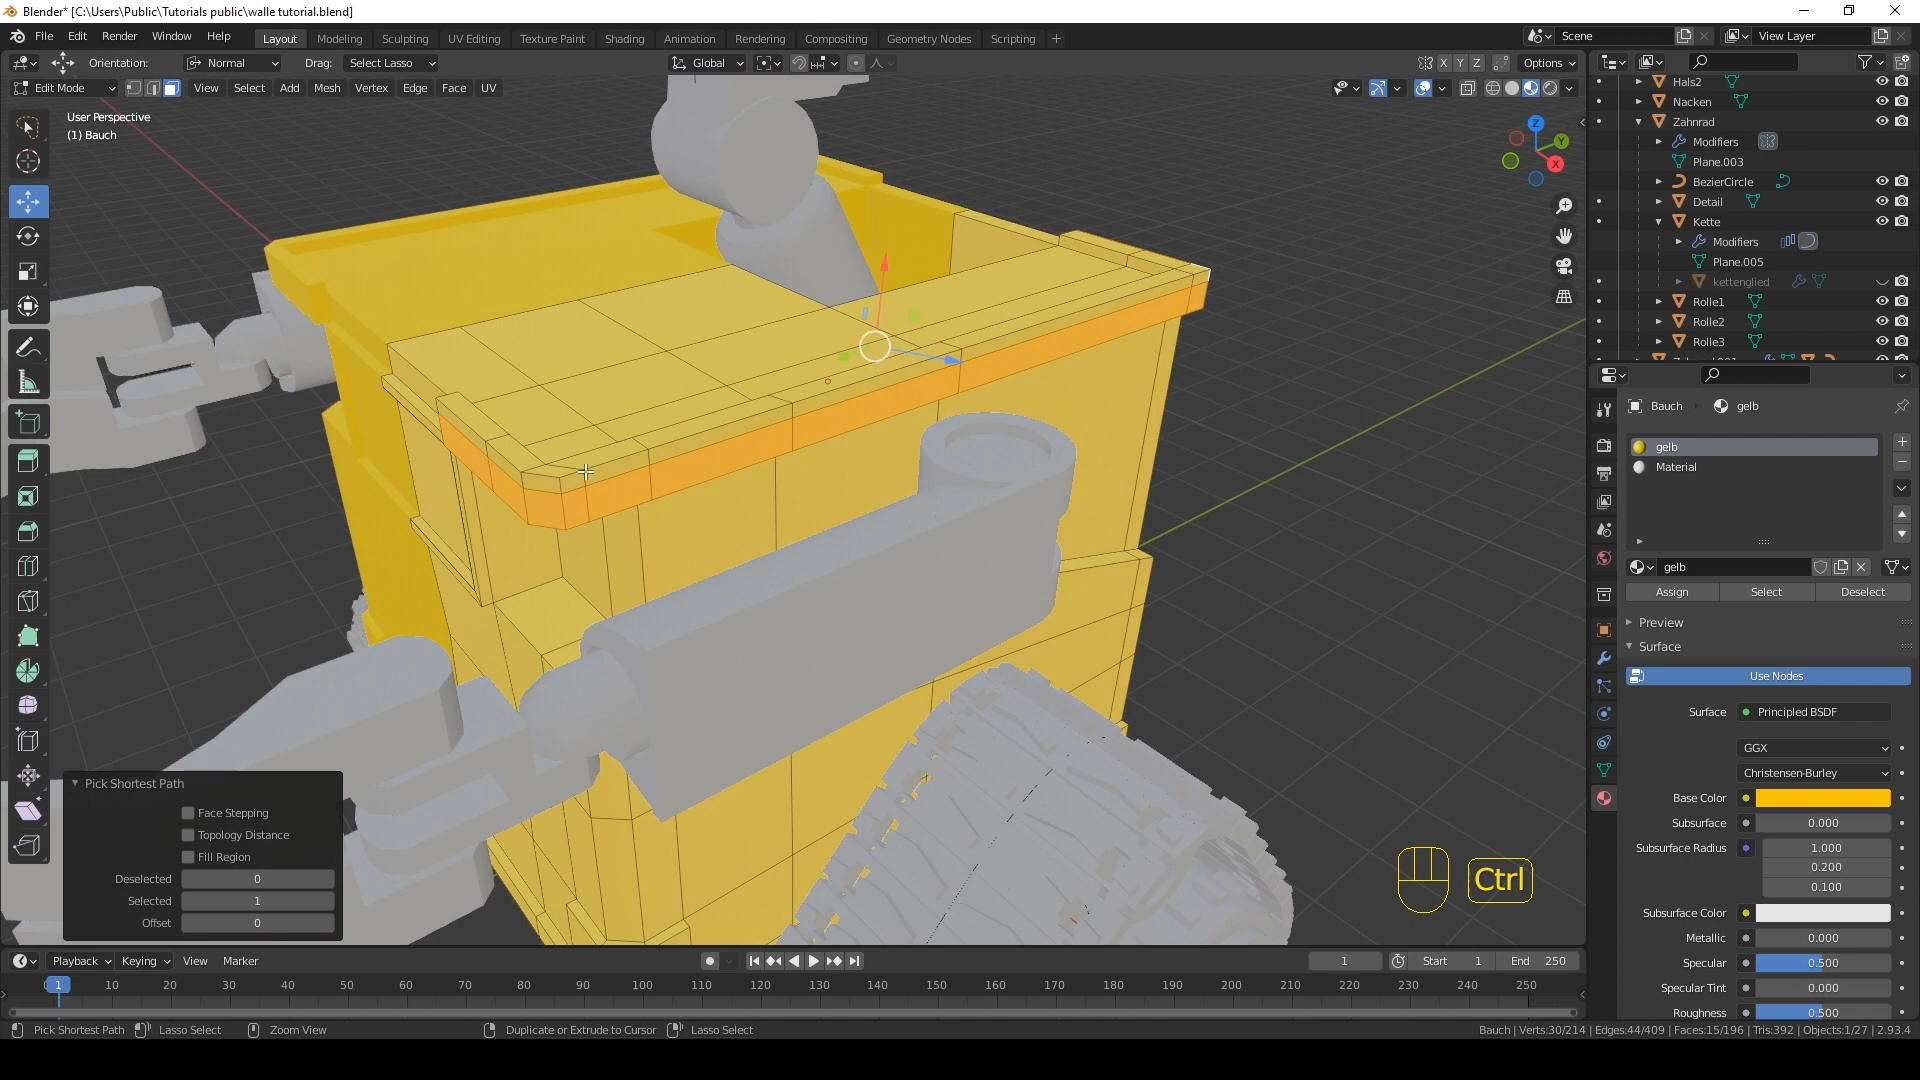 Blender* [C:\Users\Public\Tutorials public\walle tutorial.blend]
File Edit Render Window Help Layout Modeling Sculpting UV Editing Texture Paint Shading Animation Rendering Compositing Geometry Nodes Scripting + Scene View Layer
Orientation: Normal Drag: Select Lasso Global X Y Z Options
Edit Mode View Select Add Mesh Vertex Edge Face UV
User Perspective
(1) Bauch
Z
Y
X
Hals2
Nacken
Zahnrad
Modifiers
Plane.003
BezierCircle
Detail
Kette
Modifiers
Plane.005
kettenglied
Rolle1
Rolle2
Rolle3
Bauch gelb
gelb
Material
gelb
Assign Select Deselect
Preview
Surface
Use Nodes
Surface Principled BSDF
GGX
Christensen-Burley
Base Color
Subsurface 0.000
Subsurface Radius 1.000
0.200
0.100
Subsurface Color
Metallic 0.000
Specular 0.500
Specular Tint 0.000
Roughness 0.500
Pick Shortest Path
Face Stepping
Topology Distance
Fill Region
Deselected 0
Selected 1
Offset 0
Ctrl
Playback Keying View Marker 1 Start 1 End 250
1 10 20 30 40 50 60 70 80 90 100 110 120 130 140 150 160 170 180 190 200 210 220 230 240 250
Pick Shortest Path Lasso Select Zoom View Duplicate or Extrude to Cursor Lasso Select Bauch | Verts:30/214 | Edges:44/409 | Faces:15/196 | Tris:392 | Objects:1/27 | 2.93.4